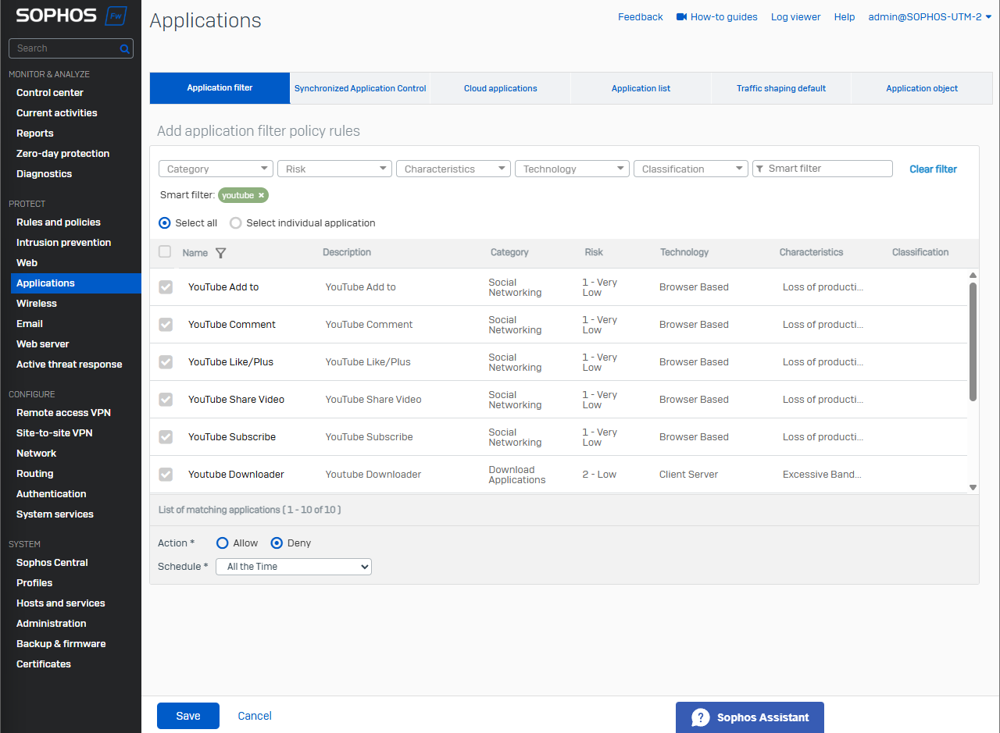 SOPHOS Fw
Search
MONITOR & ANALYZE
Control center
Current activities
Reports
Zero-day protection
Diagnostics
PROTECT
Rules and policies
Intrusion prevention
Web
Applications
Wireless
Email
Web server
Active threat response
CONFIGURE
Remote access VPN
Site-to-site VPN
Network
Routing
Authentication
System services
SYSTEM
Sophos Central
Profiles
Hosts and services
Administration
Backup & firmware
Certificates
Applications
Feedback How-to guides Log viewer Help admin@SOPHOS-UTM-2
Application filter Synchronized Application Control Cloud applications Application list Traffic shaping default Application object
Add application filter policy rules
Category Risk Characteristics Technology Classification Smart filter Clear filter
Smart filter: youtube ×
Select all Select individual application
Name Description Category Risk Technology Characteristics Classification
YouTube Add to YouTube Add to Social Networking 1 - Very Low Browser Based Loss of producti...
YouTube Comment YouTube Comment Social Networking 1 - Very Low Browser Based Loss of producti...
YouTube Like/Plus YouTube Like/Plus Social Networking 1 - Very Low Browser Based Loss of producti...
YouTube Share Video YouTube Share Video Social Networking 1 - Very Low Browser Based Loss of producti...
YouTube Subscribe YouTube Subscribe Social Networking 1 - Very Low Browser Based Loss of producti...
Youtube Downloader Youtube Downloader Download Applications 2 - Low Client Server Excessive Band...
List of matching applications ( 1 - 10 of 10 )
Action * Allow Deny
Schedule * All the Time
Save Cancel ? Sophos Assistant